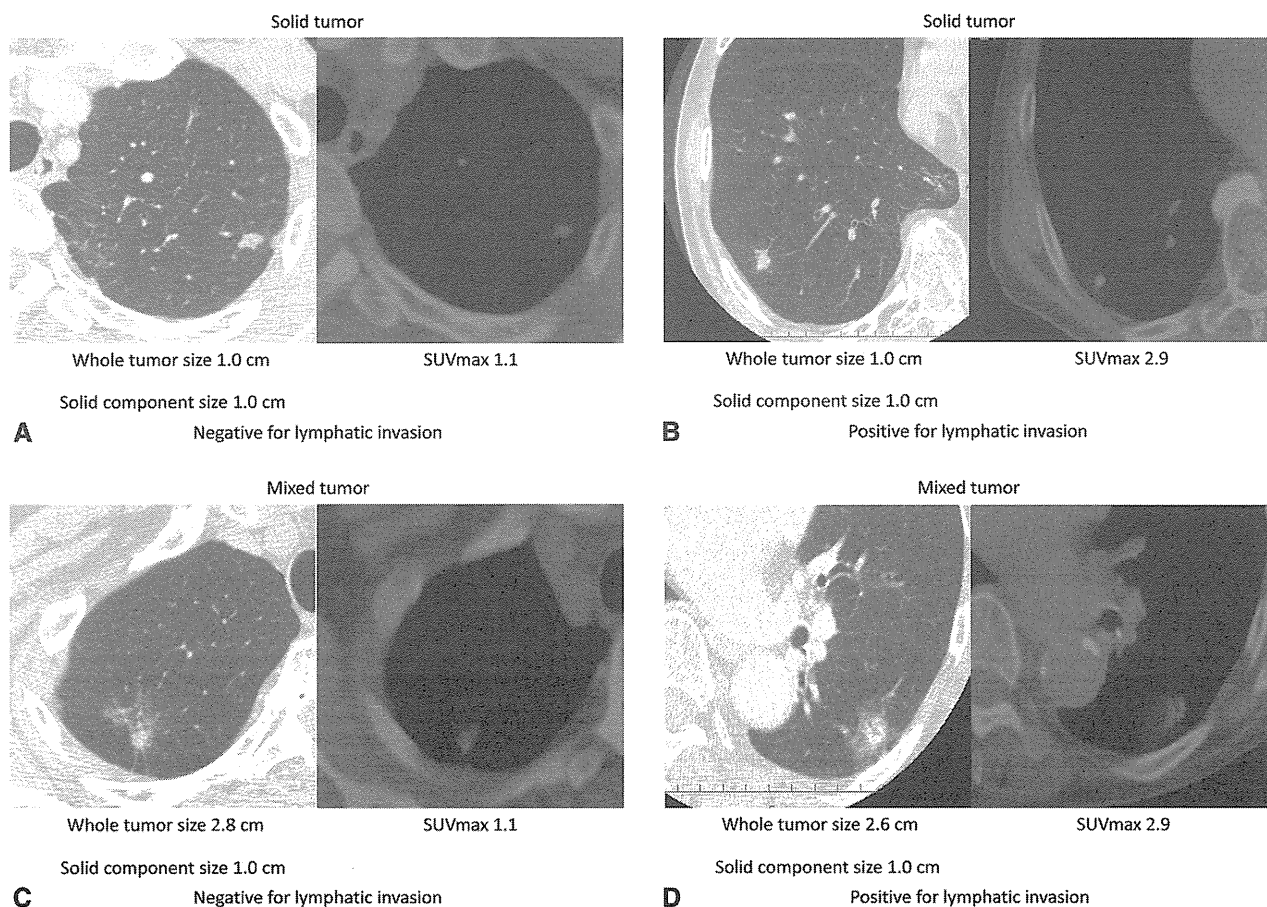 Solid tumor
Whole tumor size 1.0 cm
SUVmax 1.1
Solid component size 1.0 cm
A
Negative for lymphatic invasion
Solid tumor
Whole tumor size 1.0 cm
SUVmax 2.9
Solid component size 1.0 cm
B
Positive for lymphatic invasion
Mixed tumor
Whole tumor size 2.8 cm
SUVmax 1.1
Solid component size 1.0 cm
C
Negative for lymphatic invasion
Mixed tumor
Whole tumor size 2.6 cm
SUVmax 2.9
Solid component size 1.0 cm
D
Positive for lymphatic invasion